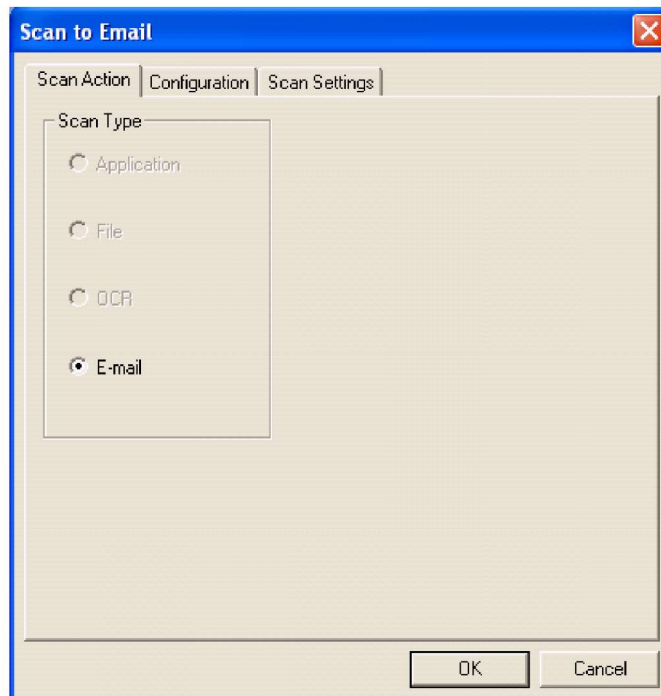 Scan to Email
Scan Action Configuration Scan Settings
Scan Type
Application
File
OCR
E-mail
OK Cancel